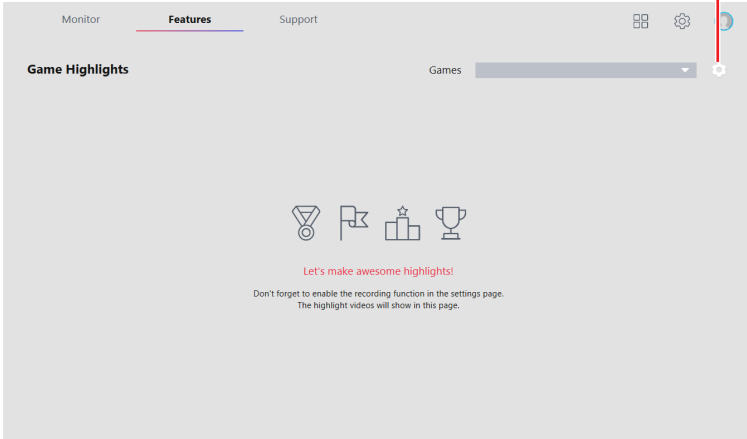 Monitor
Features
Support
Game Highlights
Games
Let's make awesome highlights!
Don't forget to enable the recording function in the settings page.
The highlight videos will show in this page.